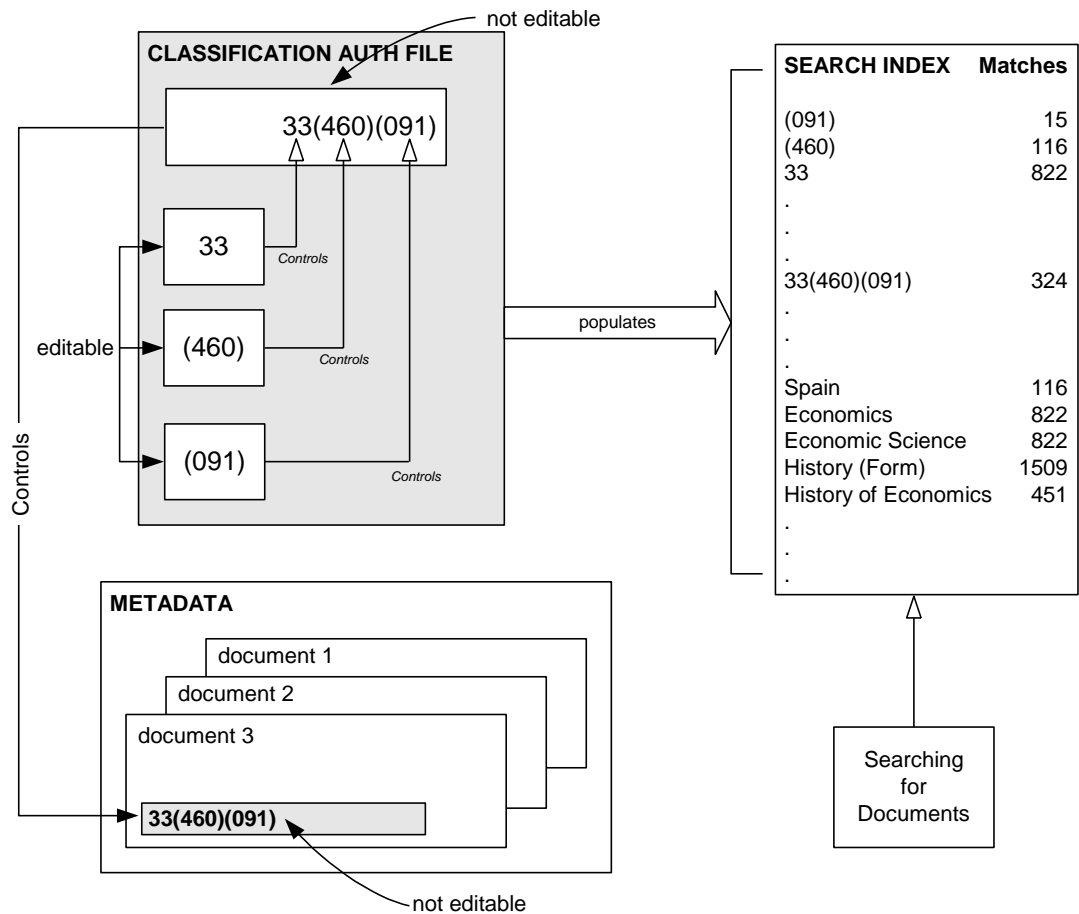 not editable
CLASSIFICATION AUTH FILE
33(460)(091)
33
Controls
editable
(460)
Controls
(091)
Controls
Controls
populates
SEARCH INDEX Matches
(091) 15
(460) 116
33 822
.
.
.
33(460)(091) 324
.
.
.
Spain 116
Economics 822
Economic Science 822
History (Form) 1509
History of Economics 451
.
.
.
METADATA
document 1
document 2
document 3
33(460)(091)
not editable
Searching
for
Documents